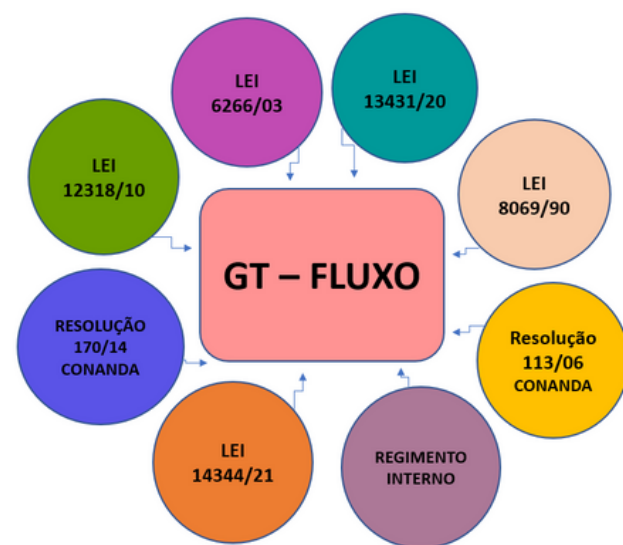 LEI
6266/03
LEI
13431/20
LEI
12318/10
LEI
8069/90
GT – FLUXO
RESOLUÇÃO
170/14
CONANDA
Resolução
113/06
CONANDA
LEI
14344/21
REGIMENTO
INTERNO